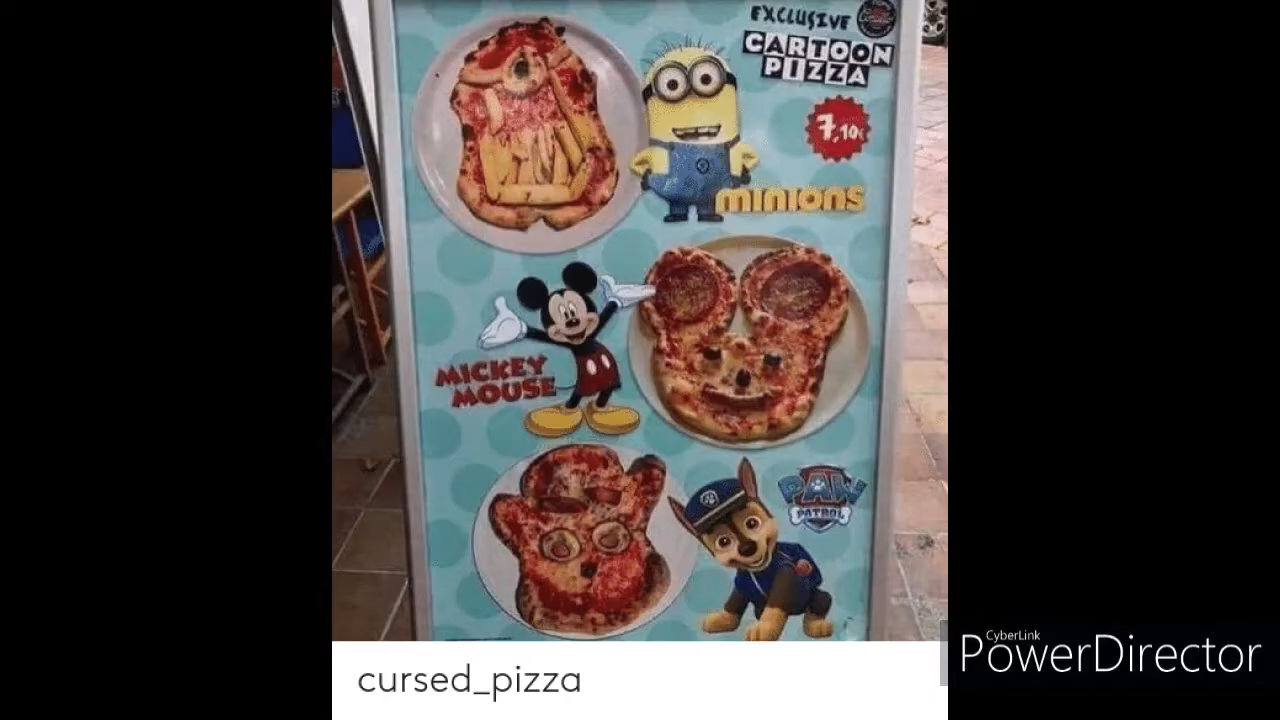 EXCLUSIVE
CARTOON
PIZZA
7,10€
minions
MICKEY
MOUSE
PAW
PATROL
cursed_pizza
CyberLink
PowerDirector